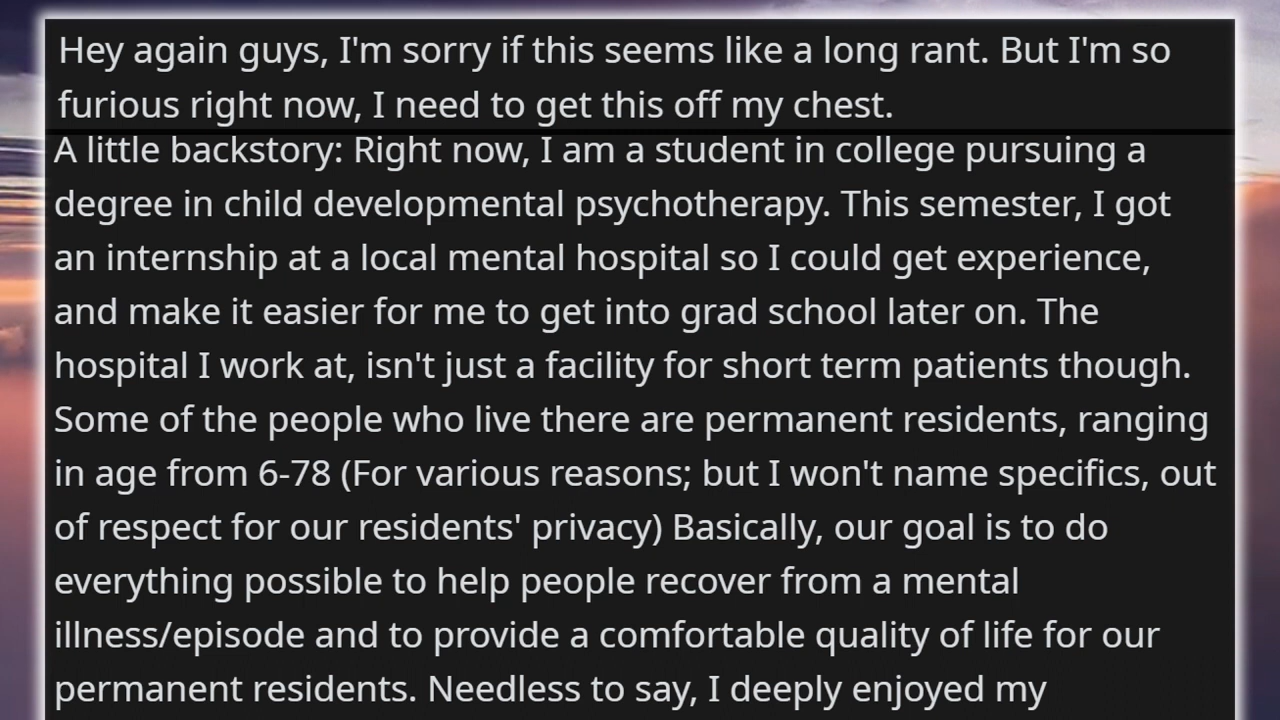 Hey again guys, I'm sorry if this seems like a long rant. But I'm so
furious right now, I need to get this off my chest.
A little backstory: Right now, I am a student in college pursuing a
degree in child developmental psychotherapy. This semester, I got
an internship at a local mental hospital so I could get experience,
and make it easier for me to get into grad school later on. The
hospital I work at, isn't just a facility for short term patients though.
Some of the people who live there are permanent residents, ranging
in age from 6-78 (For various reasons; but I won't name specifics, out
of respect for our residents' privacy) Basically, our goal is to do
everything possible to help people recover from a mental
illness/episode and to provide a comfortable quality of life for our
permanent residents. Needless to say, I deeply enjoyed my